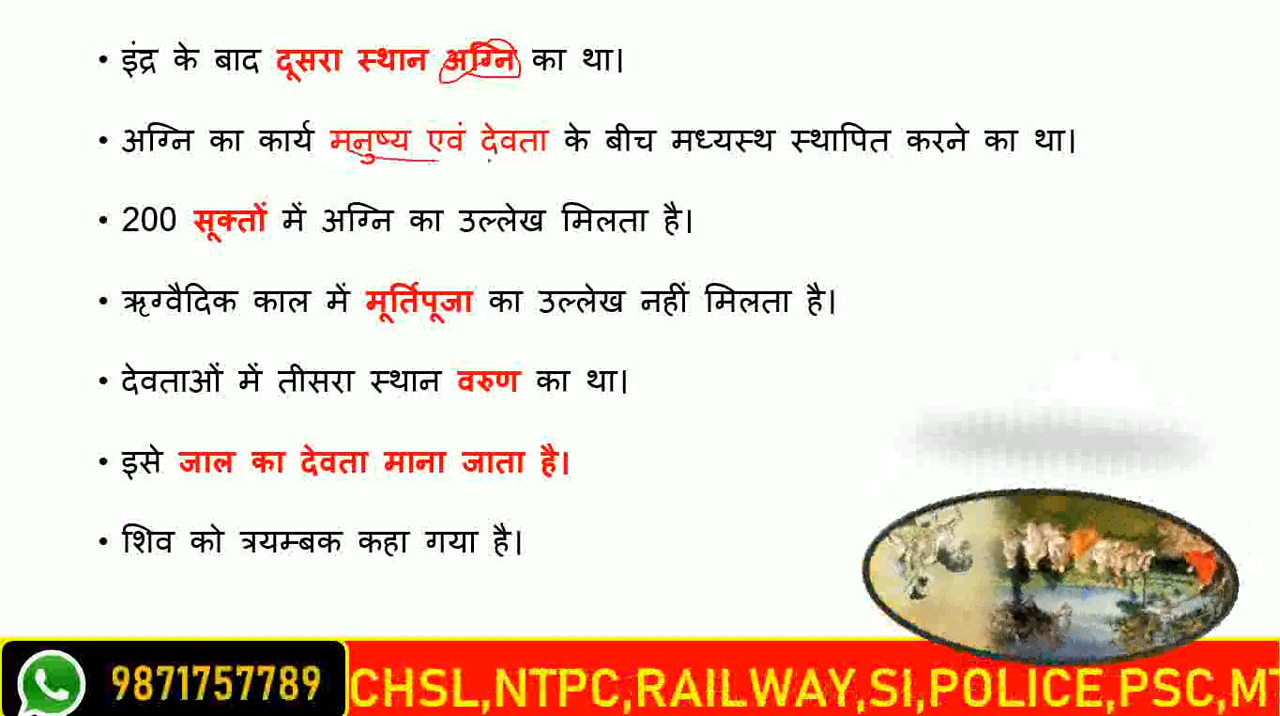 • इंद्र के बाद दूसरा स्थान अग्नि का था।
• अग्नि का कार्य मनुष्य एवं देवता के बीच मध्यस्थ स्थापित करने का था।
• 200 सूक्तों में अग्नि का उल्लेख मिलता है।
• ऋग्वैदिक काल में मूर्तिपूजा का उल्लेख नहीं मिलता है।
• देवताओं में तीसरा स्थान वरुण का था।
• इसे जाल का देवता माना जाता है।
• शिव को त्रयम्बक कहा गया है।
9871757789 CHSL,NTPC,RAILWAY,SI,POLICE,PSC,MT